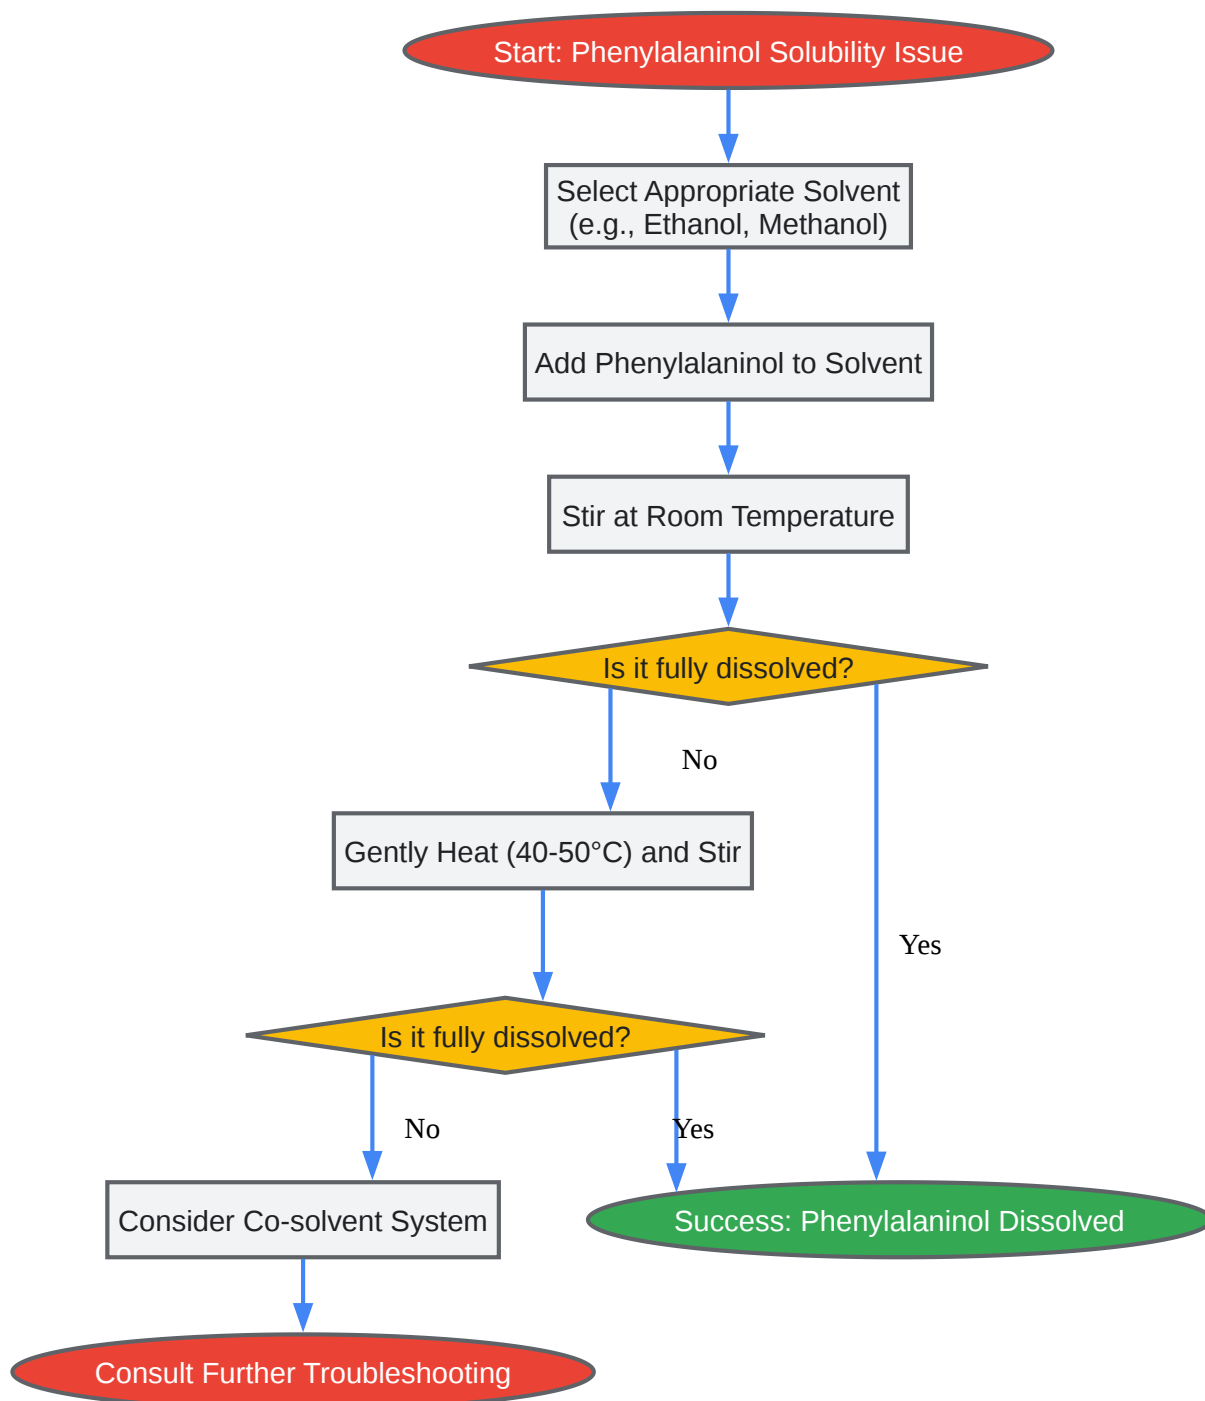 Start: Phenylalaninol Solubility Issue
Select Appropriate Solvent
(e.g., Ethanol, Methanol)
Add Phenylalaninol to Solvent
Stir at Room Temperature
Is it fully dissolved?
No
Gently Heat (40-50°C) and Stir
Yes
Is it fully dissolved?
No
Yes
Consider Co-solvent System
Success: Phenylalaninol Dissolved
Consult Further Troubleshooting